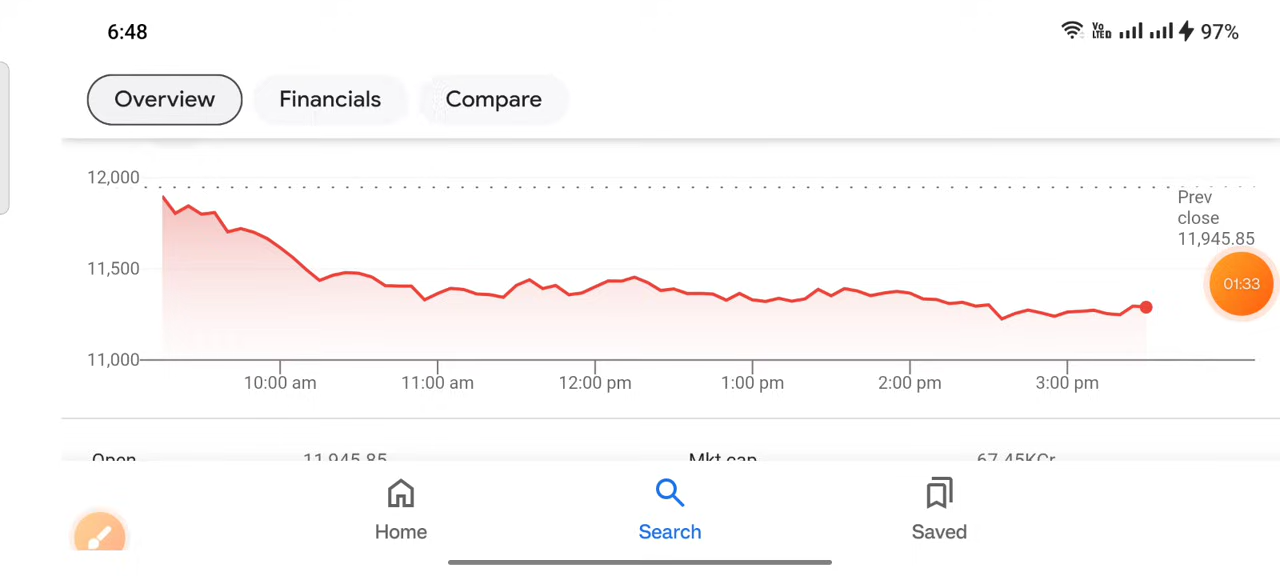 6:48
Vo LTED 97%
Overview Financials Compare
12,000
11,500
11,000
Prev
close
11,945.85
01:33
10:00 am 11:00 am 12:00 pm 1:00 pm 2:00 pm 3:00 pm
Open 11,945.85 Mkt cap 67.45KCr
Home Search Saved